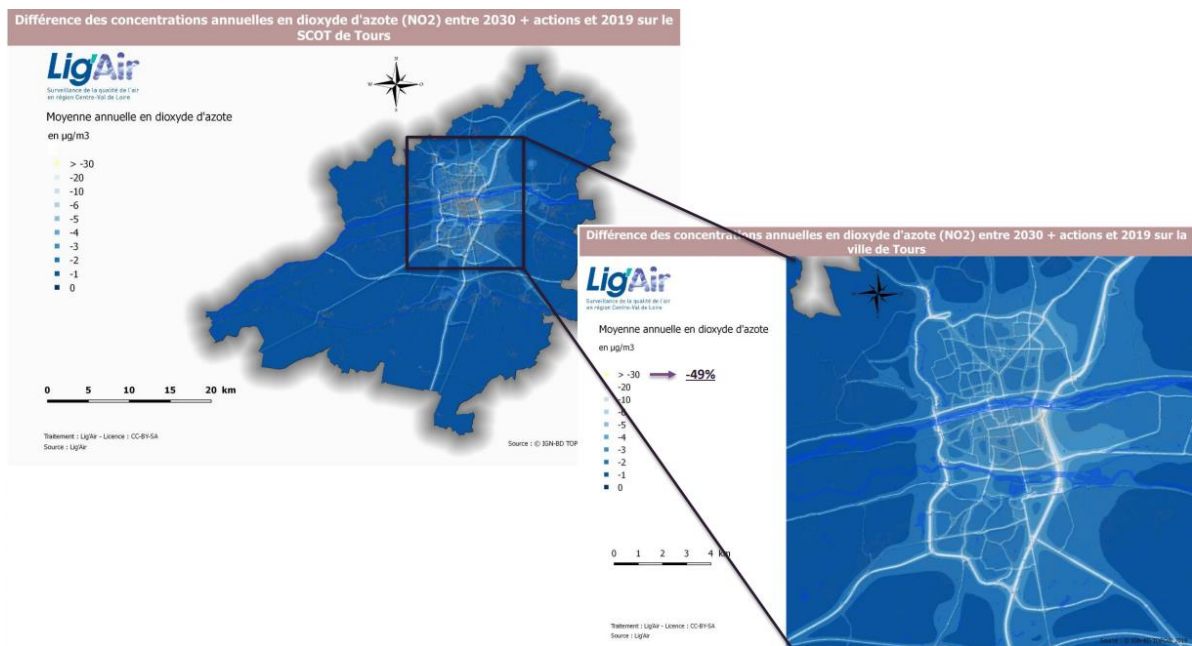 Différence des concentrations annuelles en dioxyde d'azote (NO2) entre 2030 + actions et 2019 sur le
SCOT de Tours
Lig'Air
Surveillance de la qualité de l'air
en région Centre-Val de Loire
Moyenne annuelle en dioxyde d'azote
en µg/m3
> -30
-20
-10
-6
-5
-4
-3
-2
-1
0
0 5 10 15 20 km
Traitement : Lig'Air - Licence : CC-BY-SA
Source : Lig'Air
Source : © IGN-BD TOP
N
W
S
Différence des concentrations annuelles en dioxyde d'azote (NO2) entre 2030 + actions et 2019 sur la
ville de Tours
Lig'Air
Surveillance de la qualité de l'air
en région Centre-Val de Loire
Moyenne annuelle en dioxyde d'azote
en µg/m3
> -30 -49%
-20
-10
-6
-5
-4
-3
-2
-1
0
0 1 2 3 4 km
Traitement : Lig'Air - Licence : CC-BY-SA
Source : Lig'Air